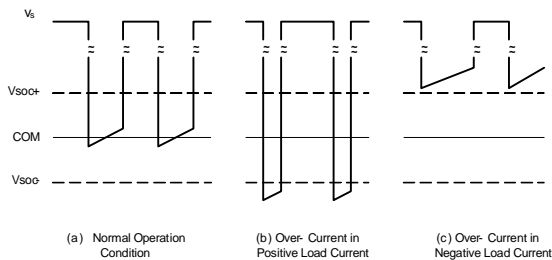 Vs
Vsoc+
COM
Vsoc-
(a) Normal Operation
Condition
(b) Over- Current in
Positive Load Current
(c) Over- Current in
Negative Load Current